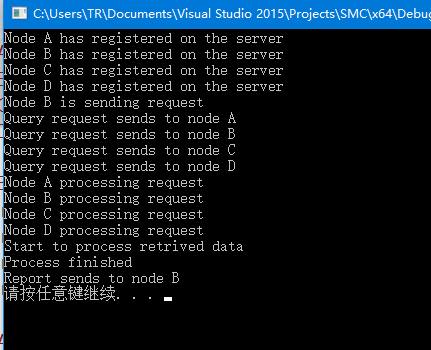 C:\Users\TR\Documents\Visual Studio 2015\Projects\SMC\x64\Debug
Node A has registered on the server
Node B has registered on the server
Node C has registered on the server
Node D has registered on the server
Node B is sending request
Query request sends to node A
Query request sends to node B
Query request sends to node C
Query request sends to node D
Node A processing request
Node B processing request
Node C processing request
Node D processing request
Start to process retrived data
Process finished
Report sends to node B
请按任意键继续. . .